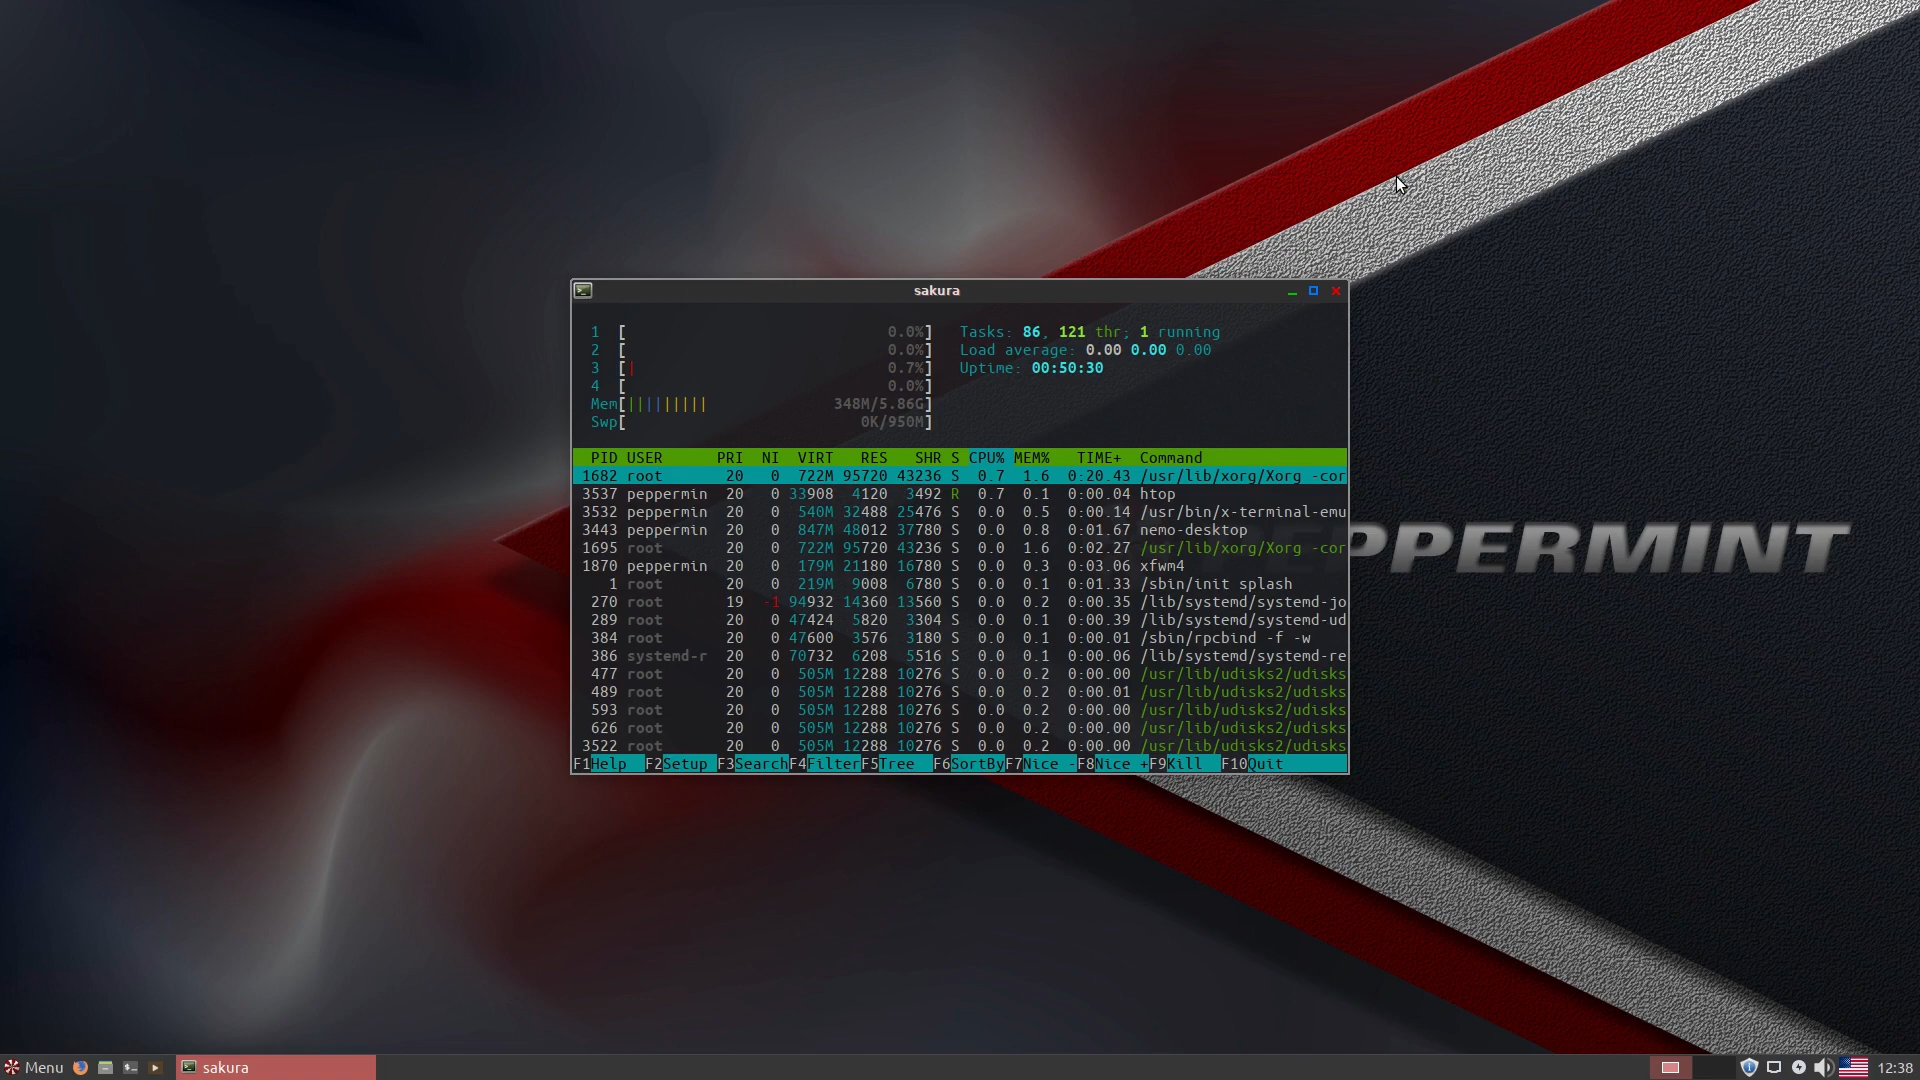 sakura
1 [ 0.0%] Tasks: 86, 121 thr; 1 running
2 [ 0.0%] Load average: 0.00 0.00 0.00
3 [| 0.7%] Uptime: 00:50:30
4 [ 0.0%]
Mem[||||||||| 348M/5.86G]
Swp[ 0K/950M]
PID USER PRI NI VIRT RES SHR S CPU% MEM% TIME+ Command
1682 root 20 0 722M 95720 43236 S 0.7 1.6 0:20.43 /usr/lib/xorg/Xorg -cor
3537 peppermin 20 0 33908 4120 3492 R 0.7 0.1 0:00.04 htop
3532 peppermin 20 0 540M 32488 25476 S 0.0 0.5 0:00.14 /usr/bin/x-terminal-emu
3443 peppermin 20 0 847M 48012 37780 S 0.0 0.8 0:01.67 nemo-desktop
1695 root 20 0 722M 95720 43236 S 0.0 1.6 0:02.27 /usr/lib/xorg/Xorg -cor
1870 peppermin 20 0 179M 21180 16780 S 0.0 0.3 0:03.06 xfwm4
1 root 20 0 219M 9008 6780 S 0.0 0.1 0:01.33 /sbin/init splash
270 root 19 -1 94932 14360 13560 S 0.0 0.2 0:00.35 /lib/systemd/systemd-jo
289 root 20 0 47424 5820 3304 S 0.0 0.1 0:00.39 /lib/systemd/systemd-ud
384 root 20 0 47600 3576 3180 S 0.0 0.1 0:00.01 /sbin/rpcbind -f -w
386 systemd-r 20 0 70732 6208 5516 S 0.0 0.1 0:00.06 /lib/systemd/systemd-re
477 root 20 0 505M 12288 10276 S 0.0 0.2 0:00.00 /usr/lib/udisks2/udisks
489 root 20 0 505M 12288 10276 S 0.0 0.2 0:00.01 /usr/lib/udisks2/udisks
593 root 20 0 505M 12288 10276 S 0.0 0.2 0:00.00 /usr/lib/udisks2/udisks
626 root 20 0 505M 12288 10276 S 0.0 0.2 0:00.00 /usr/lib/udisks2/udisks
3522 root 20 0 505M 12288 10276 S 0.0 0.2 0:00.00 /usr/lib/udisks2/udisks
F1Help F2Setup F3SearchF4FilterF5Tree F6SortByF7Nice -F8Nice +F9Kill F10Quit
PEPPERMINT
Menu sakura 12:38